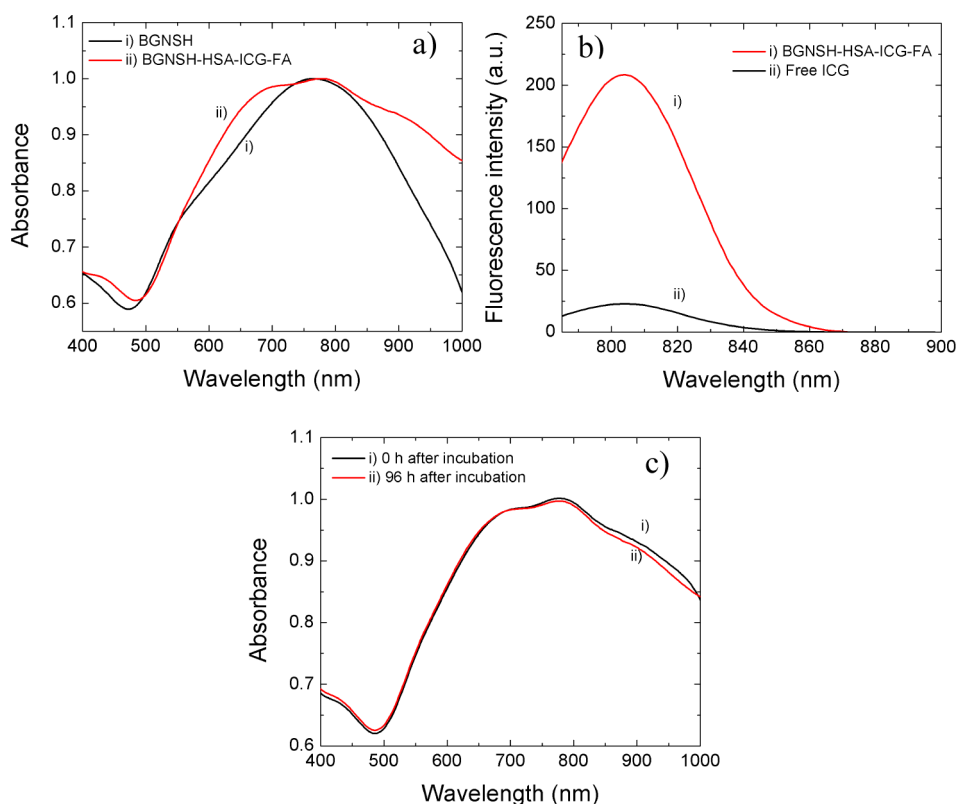 a)
i) BGNSH
ii) BGNSH-HSA-ICG-FA
ii)
i)
Absorbance
1.1
1.0
0.9
0.8
0.7
0.6
400 500 600 700 800 900 1000
Wavelength (nm)
b)
i) BGNSH-HSA-ICG-FA
ii) Free ICG
i)
ii)
Fluorescence intensity (a.u.)
250
200
150
100
50
0
800 820 840 860 880 900
Wavelength (nm)
c)
i) 0 h after incubation
ii) 96 h after incubation
i)
ii)
Absorbance
1.1
1.0
0.9
0.8
0.7
0.6
400 500 600 700 800 900 1000
Wavelength (nm)